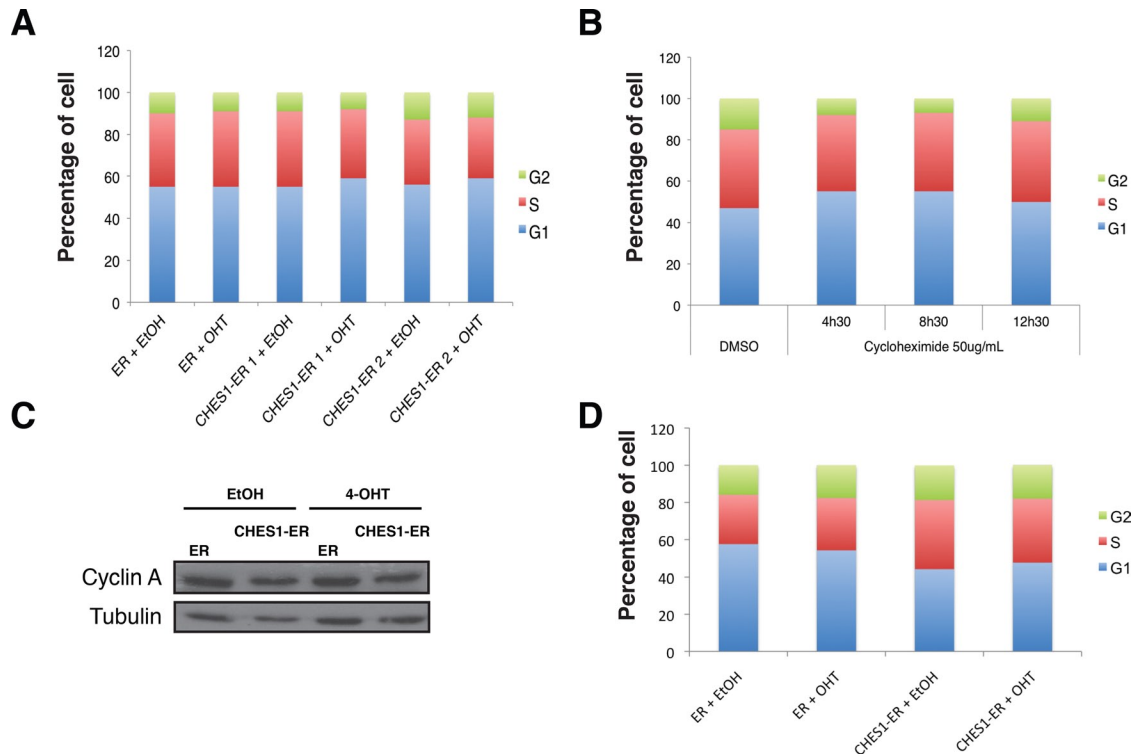 A
Percentage of cell
120
100
80
60
40
20
0
G2
S
G1
ER + EtOH
ER + OHT
CHES1-ER 1 + EtOH
CHES1-ER 1 + OHT
CHES1-ER 2 + EtOH
CHES1-ER 2 + OHT
B
Percentage of cell
120
100
80
60
40
20
0
G2
S
G1
4h30
8h30
12h30
DMSO
Cycloheximide 50ug/mL
C
EtOH
4-OHT
CHES1-ER
CHES1-ER
ER
ER
Cyclin A
Tubulin
D
Percentage of cell
120
100
80
60
40
20
0
G2
S
G1
ER + EtOH
ER + OHT
CHES1-ER + EtOH
CHES1-ER + OHT